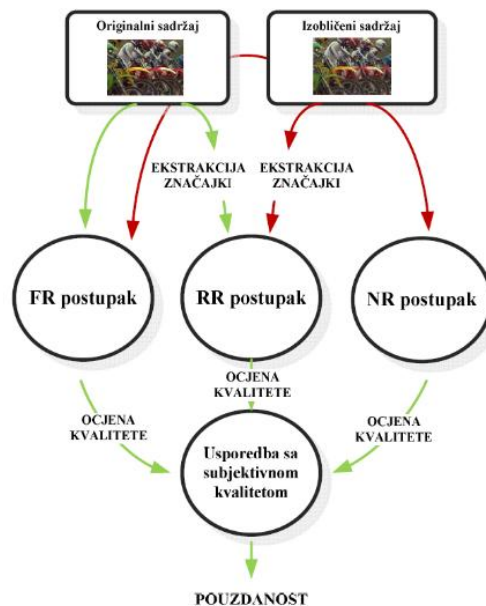 Originalni sadržaj
Izobličeni sadržaj
EKSTRAKCIJA
ZNAČAJKI
EKSTRAKCIJA
ZNAČAJKI
FR postupak
RR postupak
NR postupak
OCJENA
KVALITETE
OCJENA
KVALITETE
OCJENA
KVALITETE
Usporedba sa
subjektivnom
kvalitetom
POUZDANOST